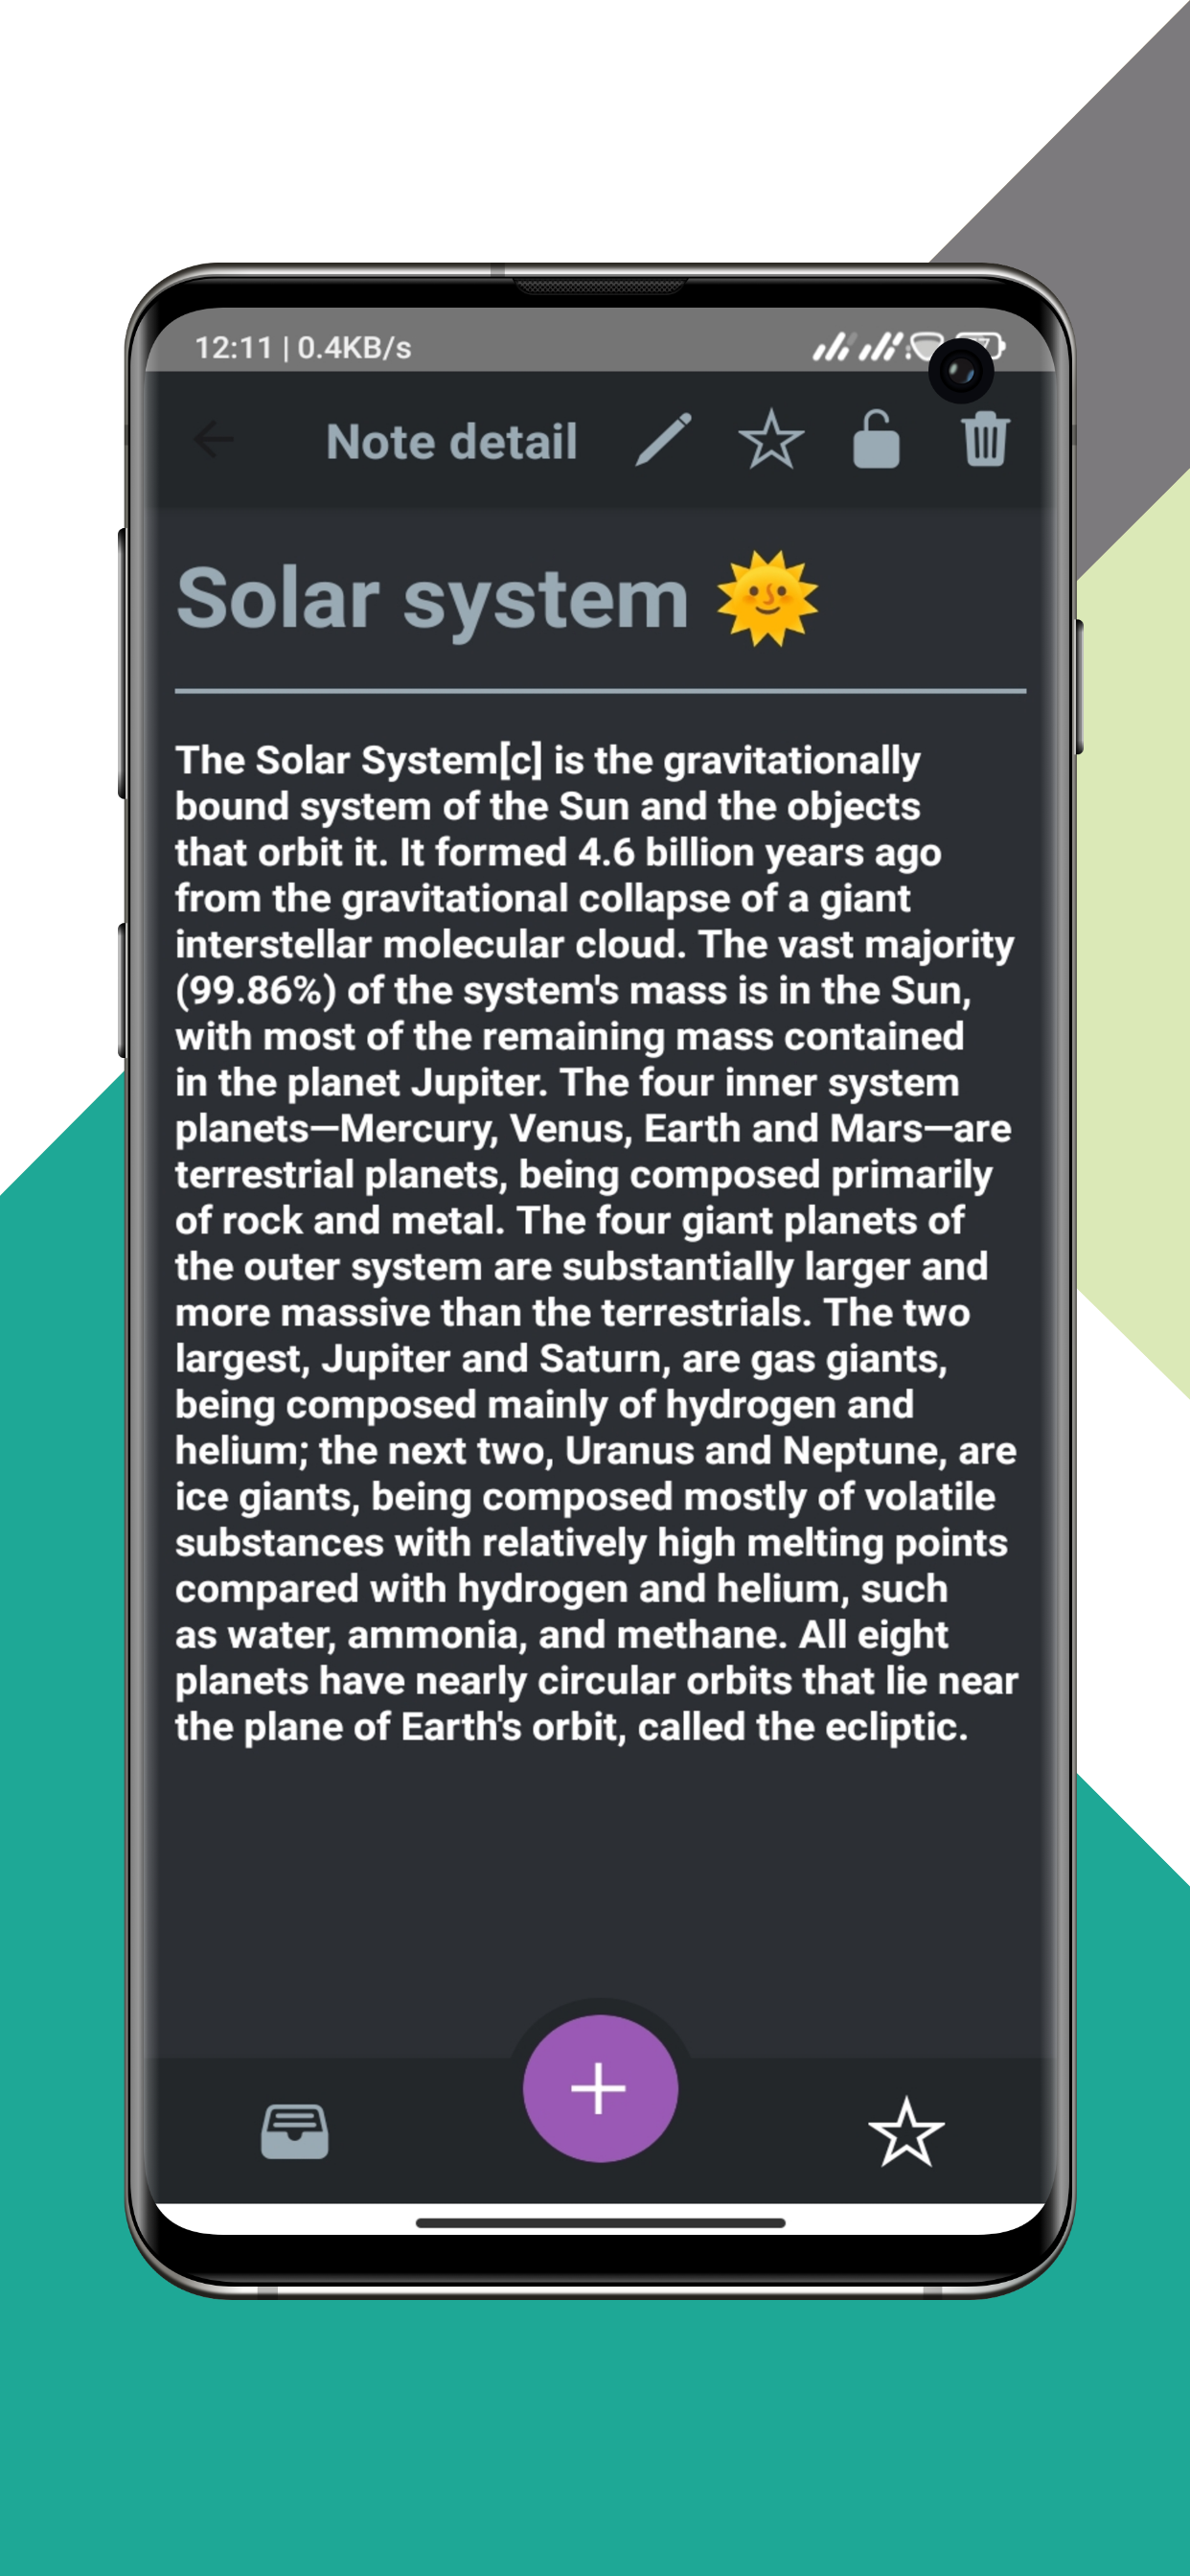 12:11 | 0.4KB/s
Note detail
Solar system 🌞
The Solar System[c] is the gravitationally
bound system of the Sun and the objects
that orbit it. It formed 4.6 billion years ago
from the gravitational collapse of a giant
interstellar molecular cloud. The vast majority
(99.86%) of the system's mass is in the Sun,
with most of the remaining mass contained
in the planet Jupiter. The four inner system
planets—Mercury, Venus, Earth and Mars—are
terrestrial planets, being composed primarily
of rock and metal. The four giant planets of
the outer system are substantially larger and
more massive than the terrestrials. The two
largest, Jupiter and Saturn, are gas giants,
being composed mainly of hydrogen and
helium; the next two, Uranus and Neptune, are
ice giants, being composed mostly of volatile
substances with relatively high melting points
compared with hydrogen and helium, such
as water, ammonia, and methane. All eight
planets have nearly circular orbits that lie near
the plane of Earth's orbit, called the ecliptic.